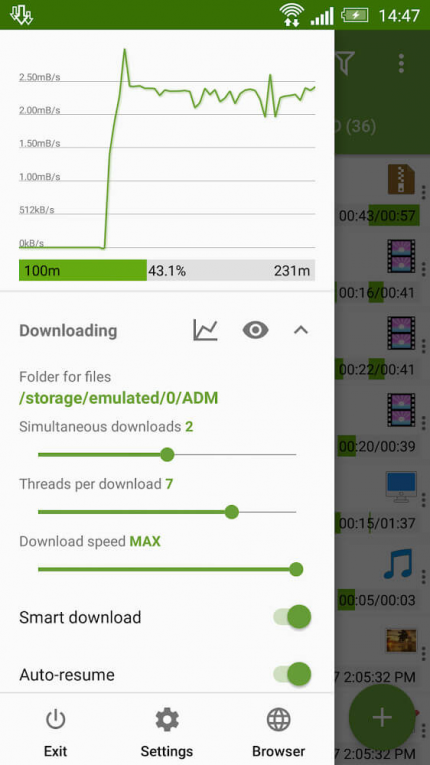 14:47
2.50mB/s
2.00mB/s
1.50mB/s
1.00mB/s
512kB/s
0kB/s
100m 43.1% 231m
Downloading
Folder for files
/storage/emulated/0/ADM
Simultaneous downloads 2
Threads per download 7
Download speed MAX
Smart download
Auto-resume
Exit Settings Browser
(36)
00:43/00:57
00:16/00:41
00:22/00:41
00:20/00:39
00:15/01:37
00:05/00:03
7 2:05:32 PM
+
7 2:05:32 PM